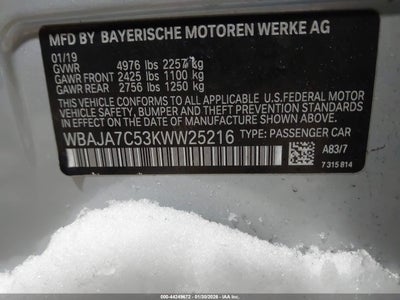 MFD BY BAYERISCHE MOTOREN WERKE AG
01/19
GVWR 4976 lbs 2257 kg
GAWR FRONT 2425 lbs 1100 kg
GAWR REAR 2756 lbs 1250 kg
THIS VEHICLE CONFORMS TO ALL APPLICABLE U.S. FEDERAL MOTOR
VEHICLE SAFETY, BUMPER AND THEFT PREVENTION STANDARDS
IN EFFECT ON THE DATE OF MANUFACTURE SHOWN ABOVE.
WBAJA7C53KWW25216 TYPE: PASSENGER CAR
A83/7
7 315 814
000-44249672 - 01/30/2026 - IAA Inc.